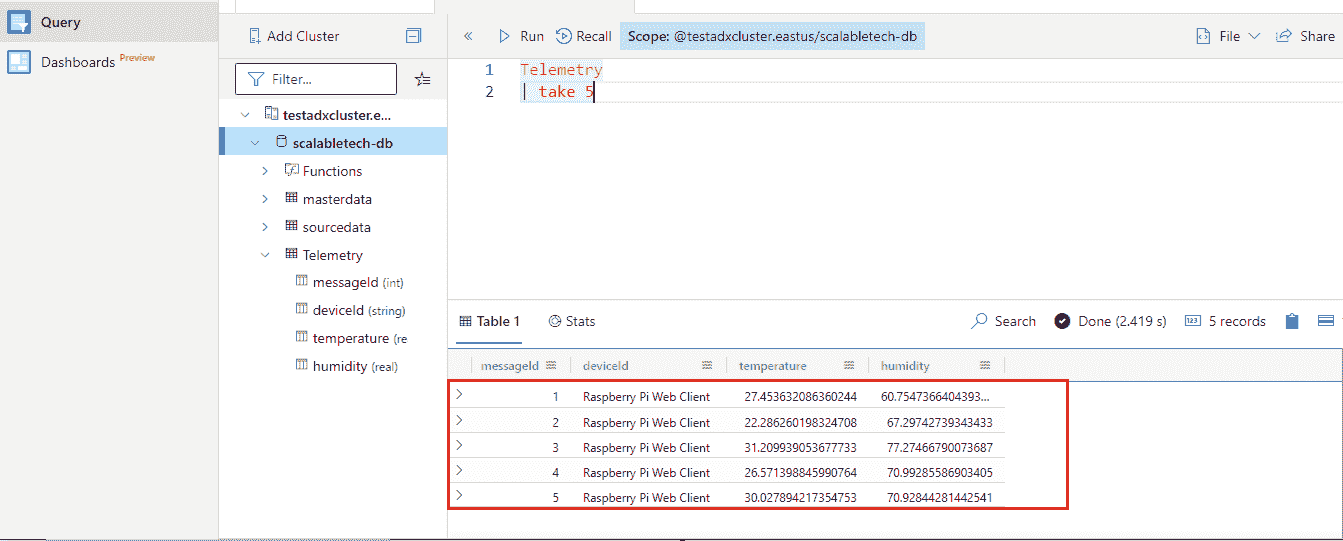 Query
Dashboards Preview
Add Cluster
Filter...
testadxcluster.e...
scalabletech-db
Functions
masterdata
sourcedata
Telemetry
messageId (int)
deviceId (string)
temperature (re
humidity (real)
Run Recall Scope: @testadxcluster.eastus/scalabletech-db File Share
1 Telemetry
2 | take 5
Table 1 Stats Search Done (2.419 s) 123 5 records
messageId deviceId temperature humidity
1 Raspberry Pi Web Client 27.453632086360244 60.7547366404393...
2 Raspberry Pi Web Client 22.286260198324708 67.29742739343433
3 Raspberry Pi Web Client 31.209939053677733 77.27466790073687
4 Raspberry Pi Web Client 26.571398845990764 70.99285586903405
5 Raspberry Pi Web Client 30.027894217354753 70.92844281442541